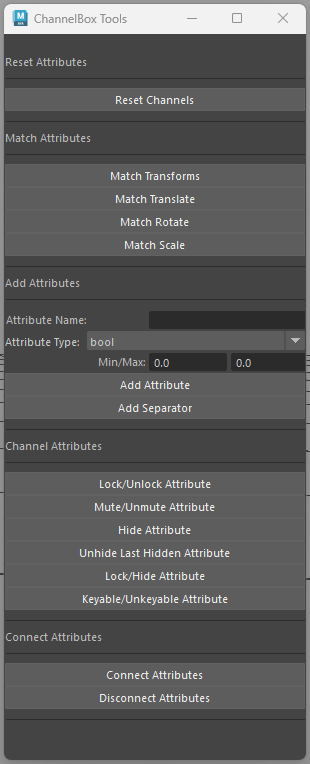 ChannelBox Tools
Reset Attributes
Reset Channels
Match Attributes
Match Transforms
Match Translate
Match Rotate
Match Scale
Add Attributes
Attribute Name:
Attribute Type: bool
Min/Max: 0.0 0.0
Add Attribute
Add Separator
Channel Attributes
Lock/Unlock Attribute
Mute/Unmute Attribute
Hide Attribute
Unhide Last Hidden Attribute
Lock/Hide Attribute
Keyable/Unkeyable Attribute
Connect Attributes
Connect Attributes
Disconnect Attributes